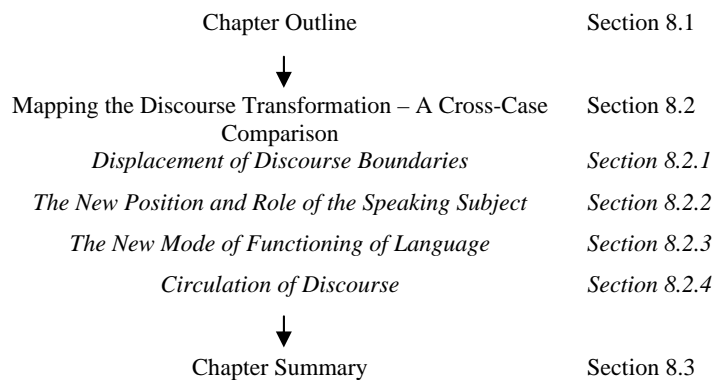 Chapter Outline Section 8.1
Mapping the Discourse Transformation – A Cross-Case Section 8.2
Comparison
Displacement of Discourse Boundaries Section 8.2.1
The New Position and Role of the Speaking Subject Section 8.2.2
The New Mode of Functioning of Language Section 8.2.3
Circulation of Discourse Section 8.2.4
Chapter Summary Section 8.3